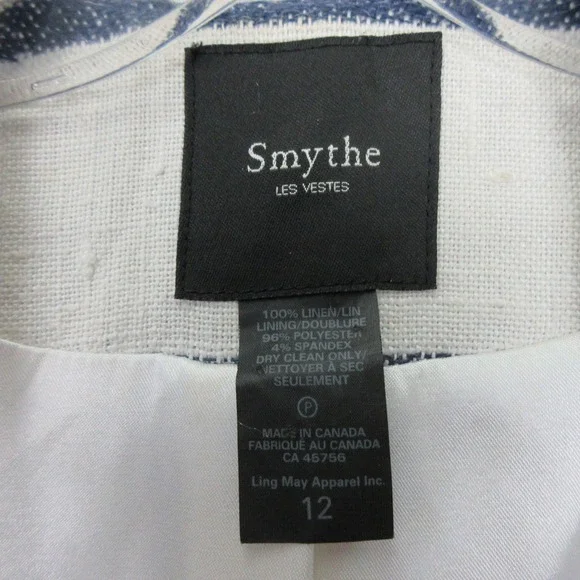 Smythe
LES VESTES
100% LINEN/LIN
LINING/DOUBLURE
96% POLYESTER
4% SPANDEX
DRY CLEAN ONLY/
NETTOYER À SEC
SEULEMENT
P
MADE IN CANADA
FABRIQUÉ AU CANADA
CA 45756
Ling May Apparel Inc.
12